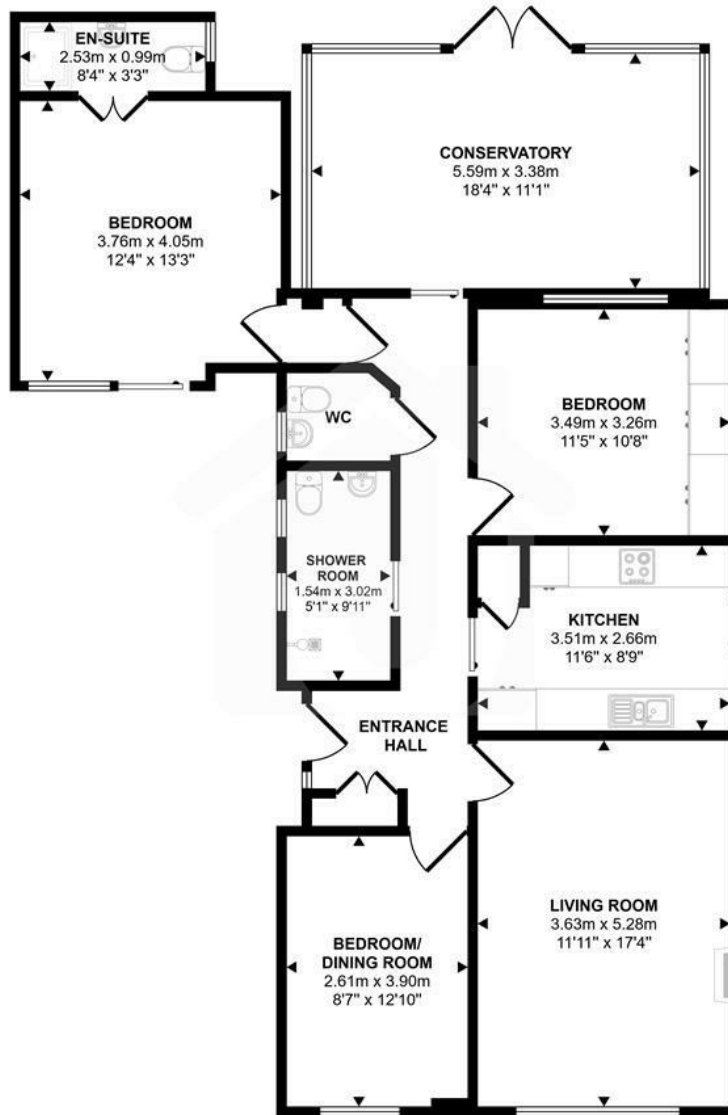 EN-SUITE
2.53m x 0.99m
8'4" x 3'3"
CONSERVATORY
5.59m x 3.38m
18'4" x 11'1"
BEDROOM
3.76m x 4.05m
12'4" x 13'3"
WC
BEDROOM
3.49m x 3.26m
11'5" x 10'8"
SHOWER
ROOM
1.54m x 3.02m
5'1" x 9'11"
KITCHEN
3.51m x 2.66m
11'6" x 8'9"
ENTRANCE
HALL
LIVING ROOM
3.63m x 5.28m
11'11" x 17'4"
BEDROOM/
DINING ROOM
2.61m x 3.90m
8'7" x 12'10"